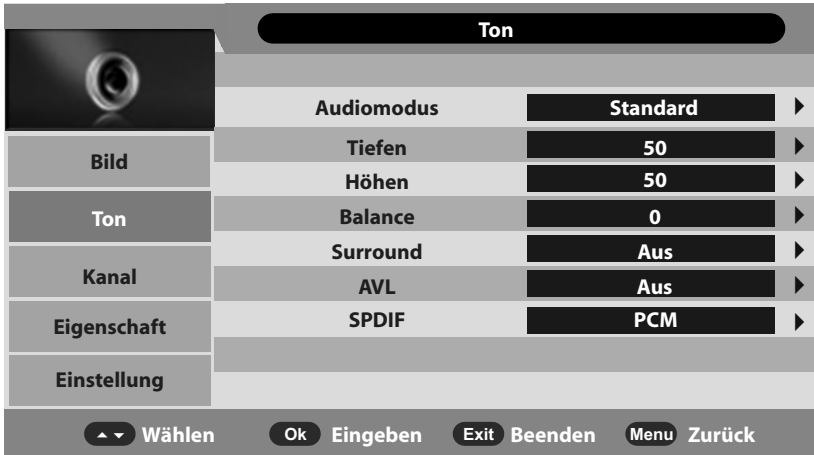 Ton
Audiomodus Standard
Tiefen 50
Höhen 50
Balance 0
Surround Aus
AVL Aus
SPDIF PCM
Bild
Ton
Kanal
Eigenschaft
Einstellung
Wählen Ok Eingeben Exit Beenden Menu Zurück